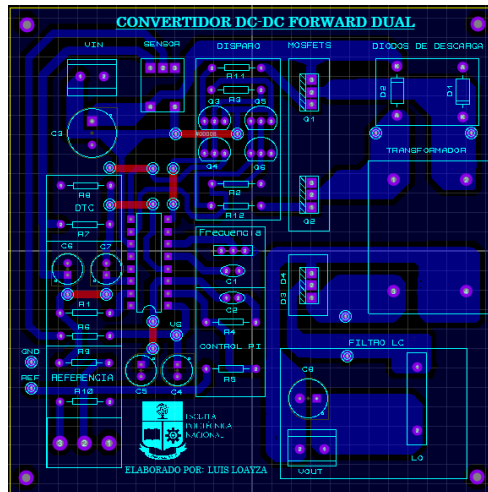 CONVERTIDOR DC-DC FORWARD DUAL
VIN SENSOR DISPARO MOSFETS DIODOS DE DESCARGA
R11
R3
Q3 Q5
Q1
D2 D1
C3
Q4 Q6
TRANSFORMADOR
R8
R2
DTC
R7
R12
Q2
Frecuencia
C6 C7
C1
D3 D4
R1
C2
R6
R4
VG
CONTROL PI
FILTRO LC
GND
R9
REF
REFERENCIA
R5
C5 C4
C8
R10
ESCUELA
POLITÉCNICA
NACIONAL
LO
ELABORADO POR: LUIS LOAYZA
VOUT